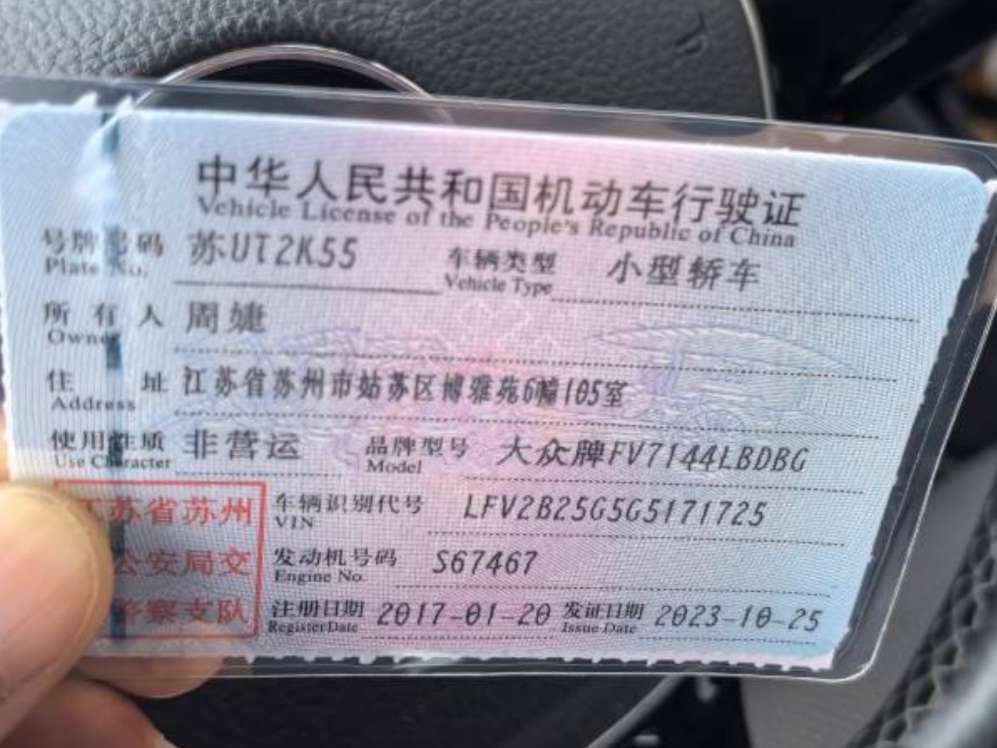 中华人民共和国机动车行驶证
Vehicle License of the People's Republic of China
号牌号码 苏UT2K55 车辆类型 小型轿车
Plate No. Vehicle Type
所有人 周婕
Owner
住址 江苏省苏州市姑苏区博雅苑6幢105室
Address
使用性质 非营运 品牌型号 大众牌FV7144LBDBG
Use Character Model
江苏省苏州 车辆识别代号 LFV2B25G5G5171725
VIN
公安局交 发动机号码 S67467
Engine No.
警察支队 注册日期 2017-01-20 发证日期 2023-10-25
Register Date Issue Date